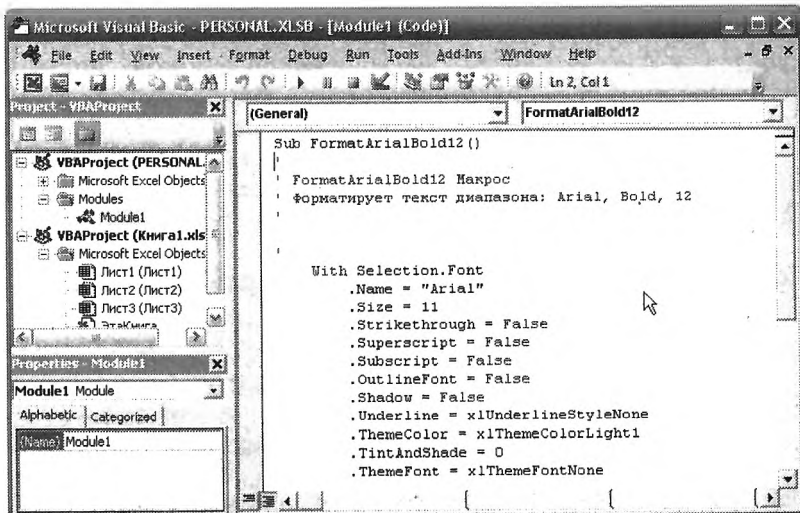 Microsoft Visual Basic - PERSONAL.XLSB - [Module1 (Code)]
File Edit View Insert Format Debug Run Tools Add-Ins Window Help
Ln 2, Col 1
Project - VBAProject
(General)
FormatArialBold12
VBAProject (PERSONAL.
Microsoft Excel Objects
Modules
Module1
VBAProject (Книга1.xls
Microsoft Excel Objects
Лист1 (Лист1)
Лист2 (Лист2)
Лист3 (Лист3)
ЭтаКнига
Properties - Module1
Module1 Module
Alphabetic Categorized
(Name) Module1
Sub FormatArialBold12()
'
' FormatArialBold12 Макрос
' Форматирует текст диапазона: Arial, Bold, 12
'
'
With Selection.Font
.Name = "Arial"
.Size = 11
.Strikethrough = False
.Superscript = False
.Subscript = False
.OutlineFont = False
.Shadow = False
.Underline = xlUnderlineStyleNone
.ThemeColor = xlThemeColorLight1
.TintAndShade = 0
.ThemeFont = xlThemeFontNone